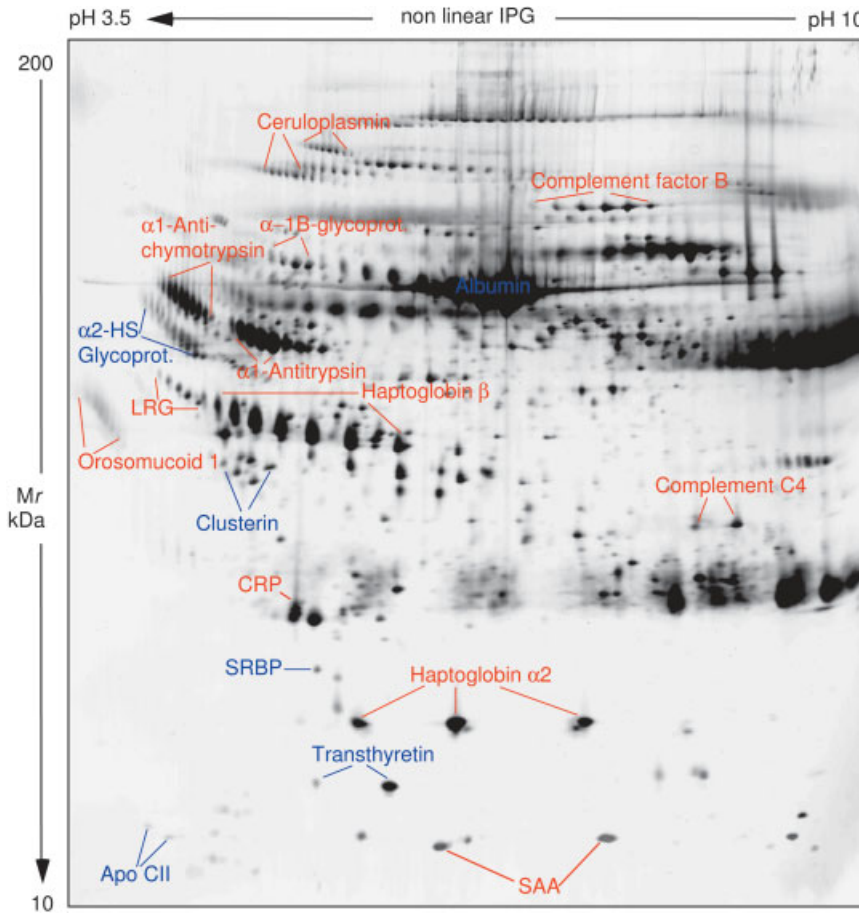 pH 3.5
non linear IPG
pH 10
200
Ceruloplasmin
Complement factor B
α1-Anti-
chymotrypsin
α–1B-glycoprot.
Albumin
α2-HS
Glycoprot.
α1-Antitrypsin
Haptoglobin β
LRG
Orosomucoid 1
Complement C4
Mr
kDa
Clusterin
CRP
SRBP
Haptoglobin α2
Transthyretin
Apo CII
SAA
10